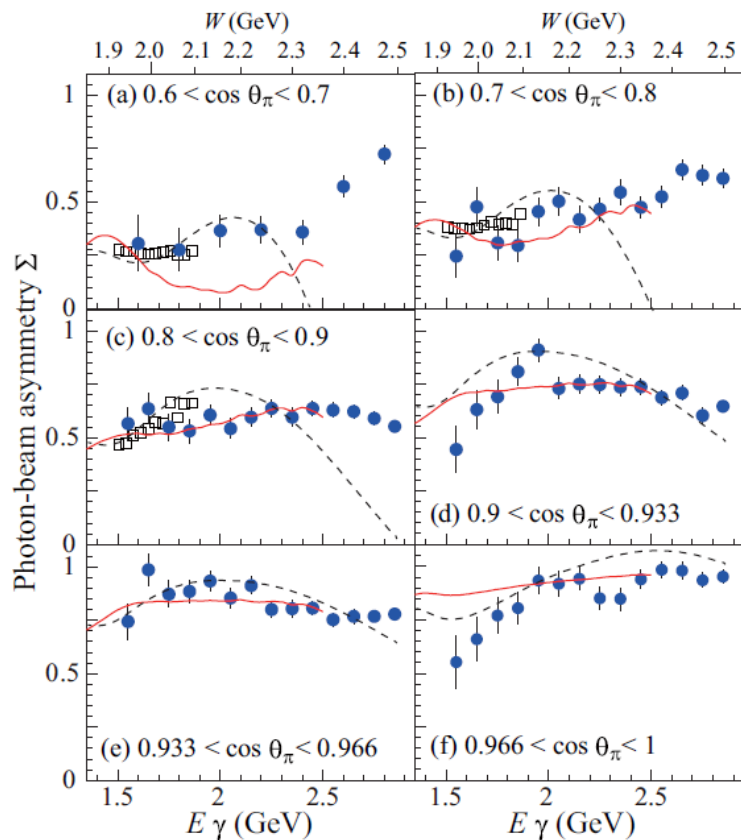 W (GeV)
W (GeV)
1.9 2.0 2.1 2.2 2.3 2.4 2.5
1.9 2.0 2.1 2.2 2.3 2.4 2.5
Photon-beam asymmetry Σ
1
0.5
0
(a) 0.6 < cos θπ < 0.7
(b) 0.7 < cos θπ < 0.8
1
0.5
0
(c) 0.8 < cos θπ < 0.9
(d) 0.9 < cos θπ < 0.933
1
0.5
0
(e) 0.933 < cos θπ < 0.966
(f) 0.966 < cos θπ < 1
1.5 2 2.5
1.5 2 2.5
E γ (GeV)
E γ (GeV)